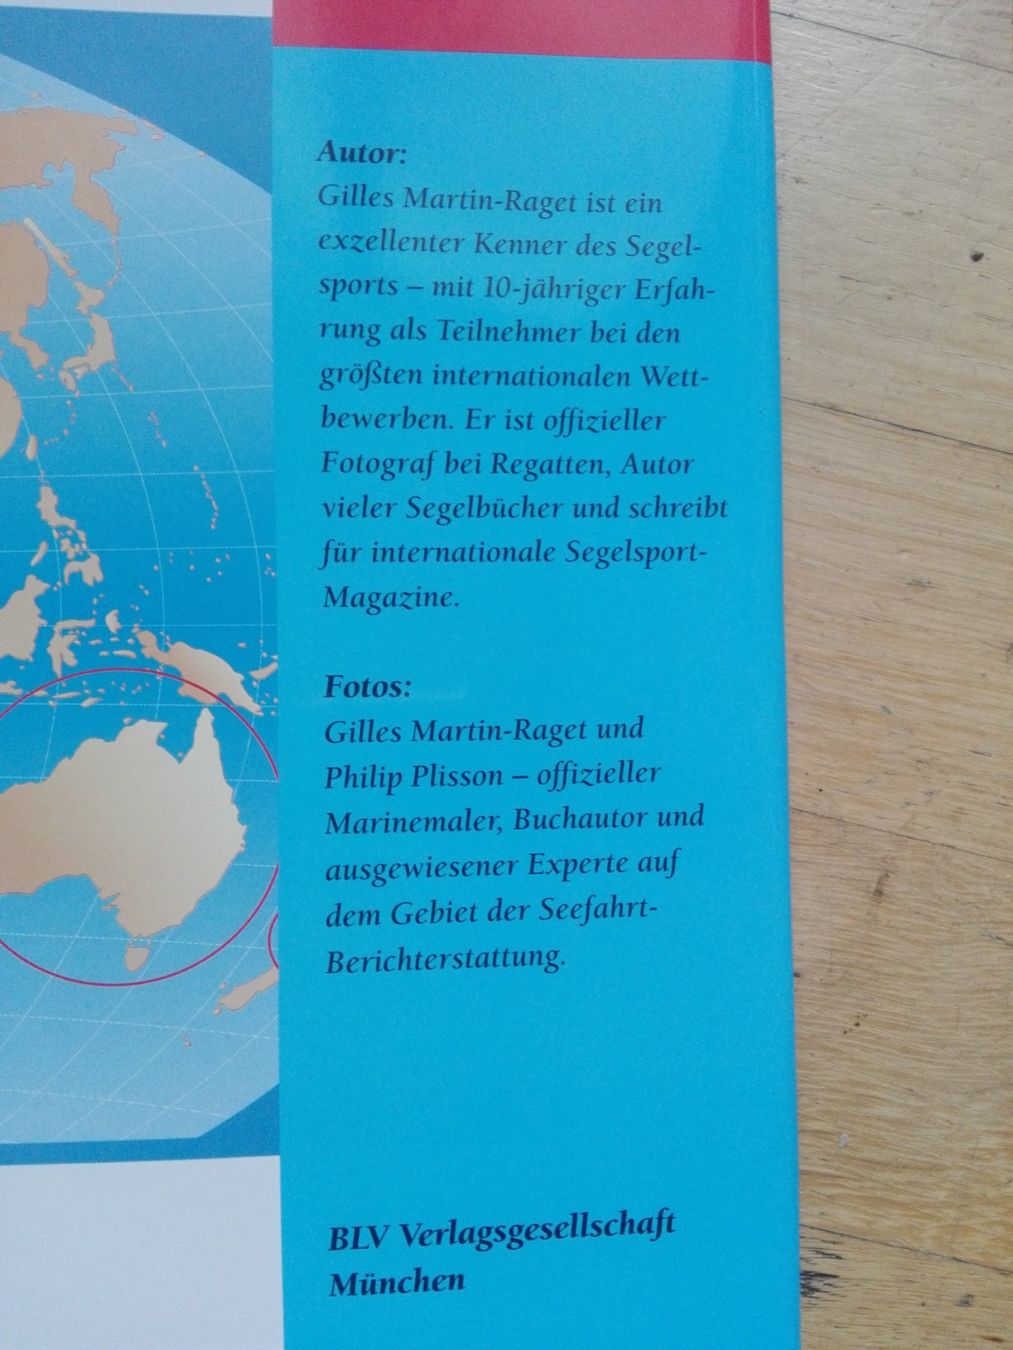 Autor:
Gilles Martin-Raget ist ein
exzellenter Kenner des Segel-
sports – mit 10-jähriger Erfah-
rung als Teilnehmer bei den
größten internationalen Wett-
bewerben. Er ist offizieller
Fotograf bei Regatten, Autor
vieler Segelbücher und schreibt
für internationale Segelsport-
Magazine.
Fotos:
Gilles Martin-Raget und
Philip Plisson – offizieller
Marinemaler, Buchautor und
ausgewiesener Experte auf
dem Gebiet der Seefahrt-
Berichterstattung.
BLV Verlagsgesellschaft
München